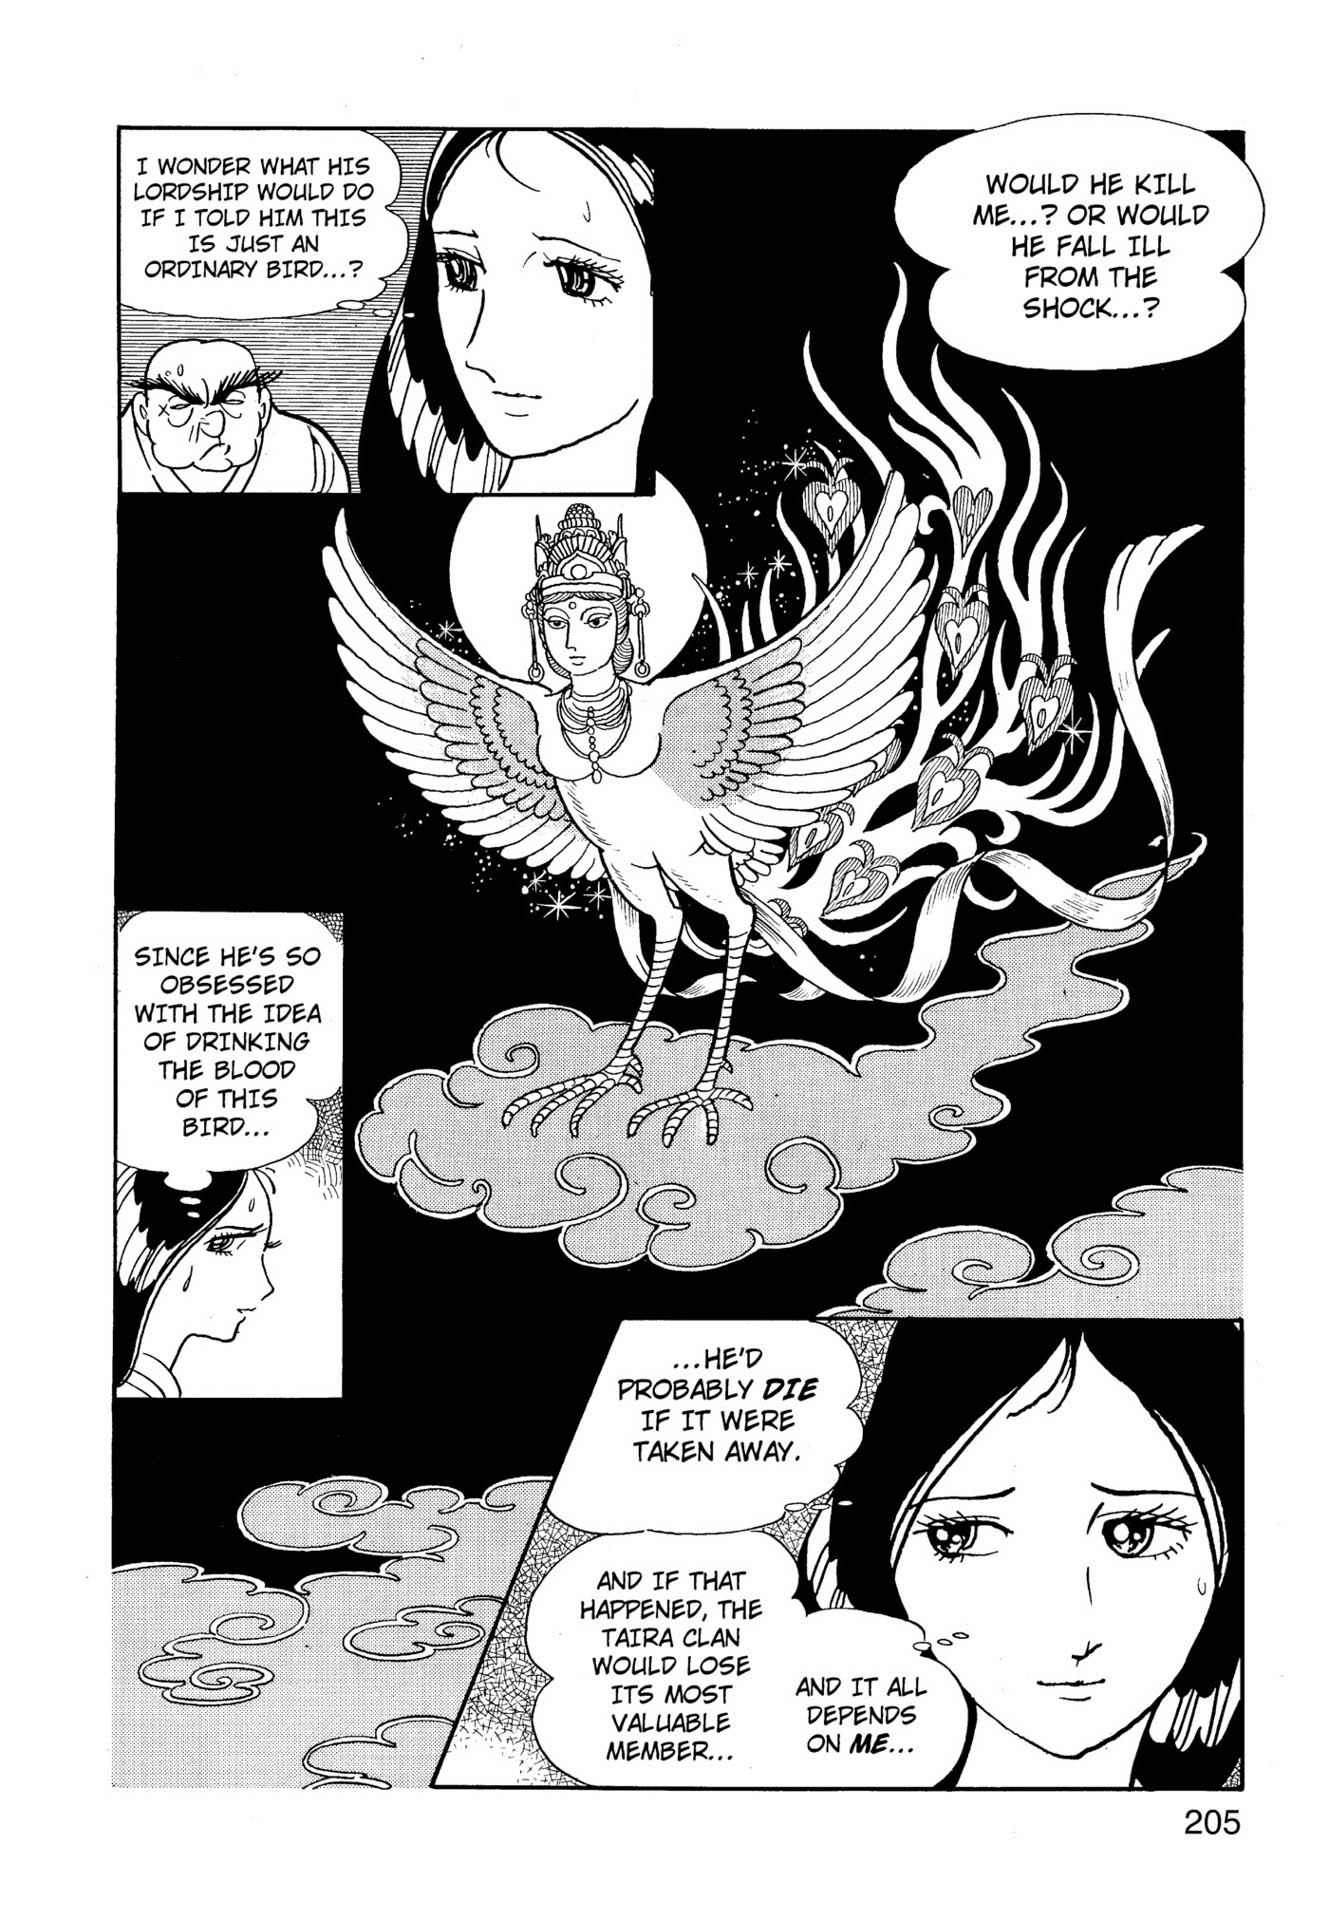 I WONDER WHAT HIS
LORDSHIP WOULD DO
IF I TOLD HIM THIS
IS JUST AN
ORDINARY BIRD...?
WOULD HE KILL
ME...? OR WOULD
HE FALL ILL
FROM THE
SHOCK...?
SINCE HE'S SO
OBSESSED
WITH THE IDEA
OF DRINKING
THE BLOOD
OF THIS
BIRD...
...HE'D
PROBABLY DIE
IF IT WERE
TAKEN AWAY.
AND IF THAT
HAPPENED, THE
TAIRA CLAN
WOULD LOSE
ITS MOST
VALUABLE
MEMBER...
AND IT ALL
DEPENDS
ON ME...
205